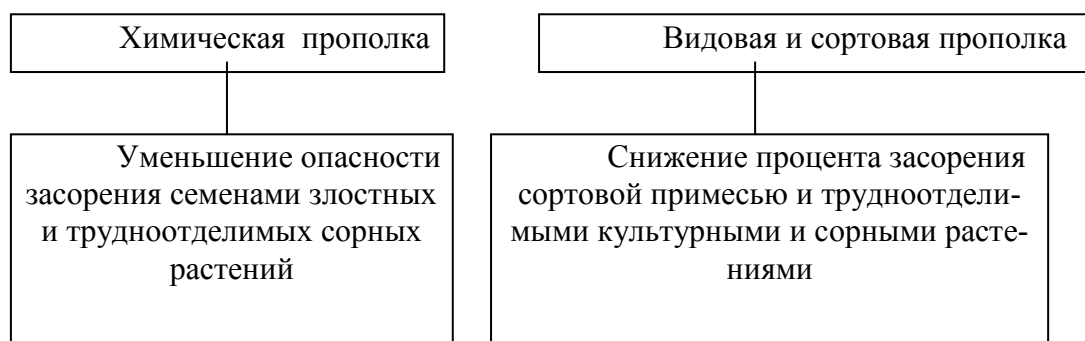 Химическая прополка
Видовая и сортовая прополка
Уменьшение опасности
засорения семенами злостных
и трудноотделимых сорных
растений
Снижение процента засорения
сортовой примесью и трудноотдели-
мыми культурными и сорными расте-
ниями